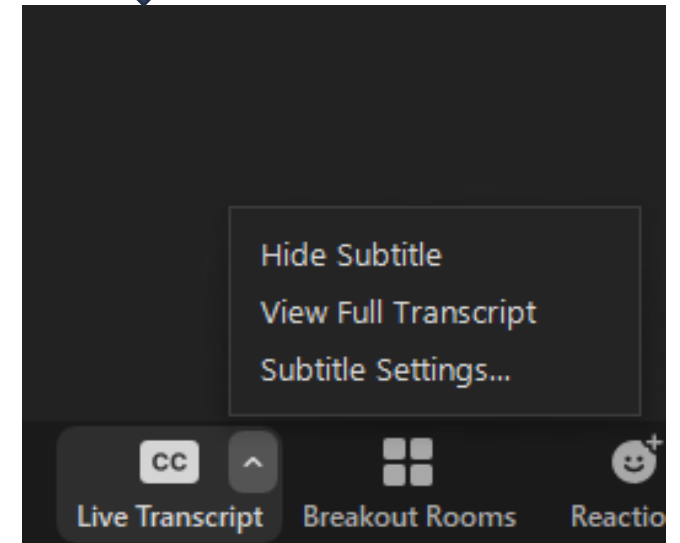 Hide Subtitle
View Full Transcript
Subtitle Settings...
CC
Live Transcript
Breakout Rooms
Reactio